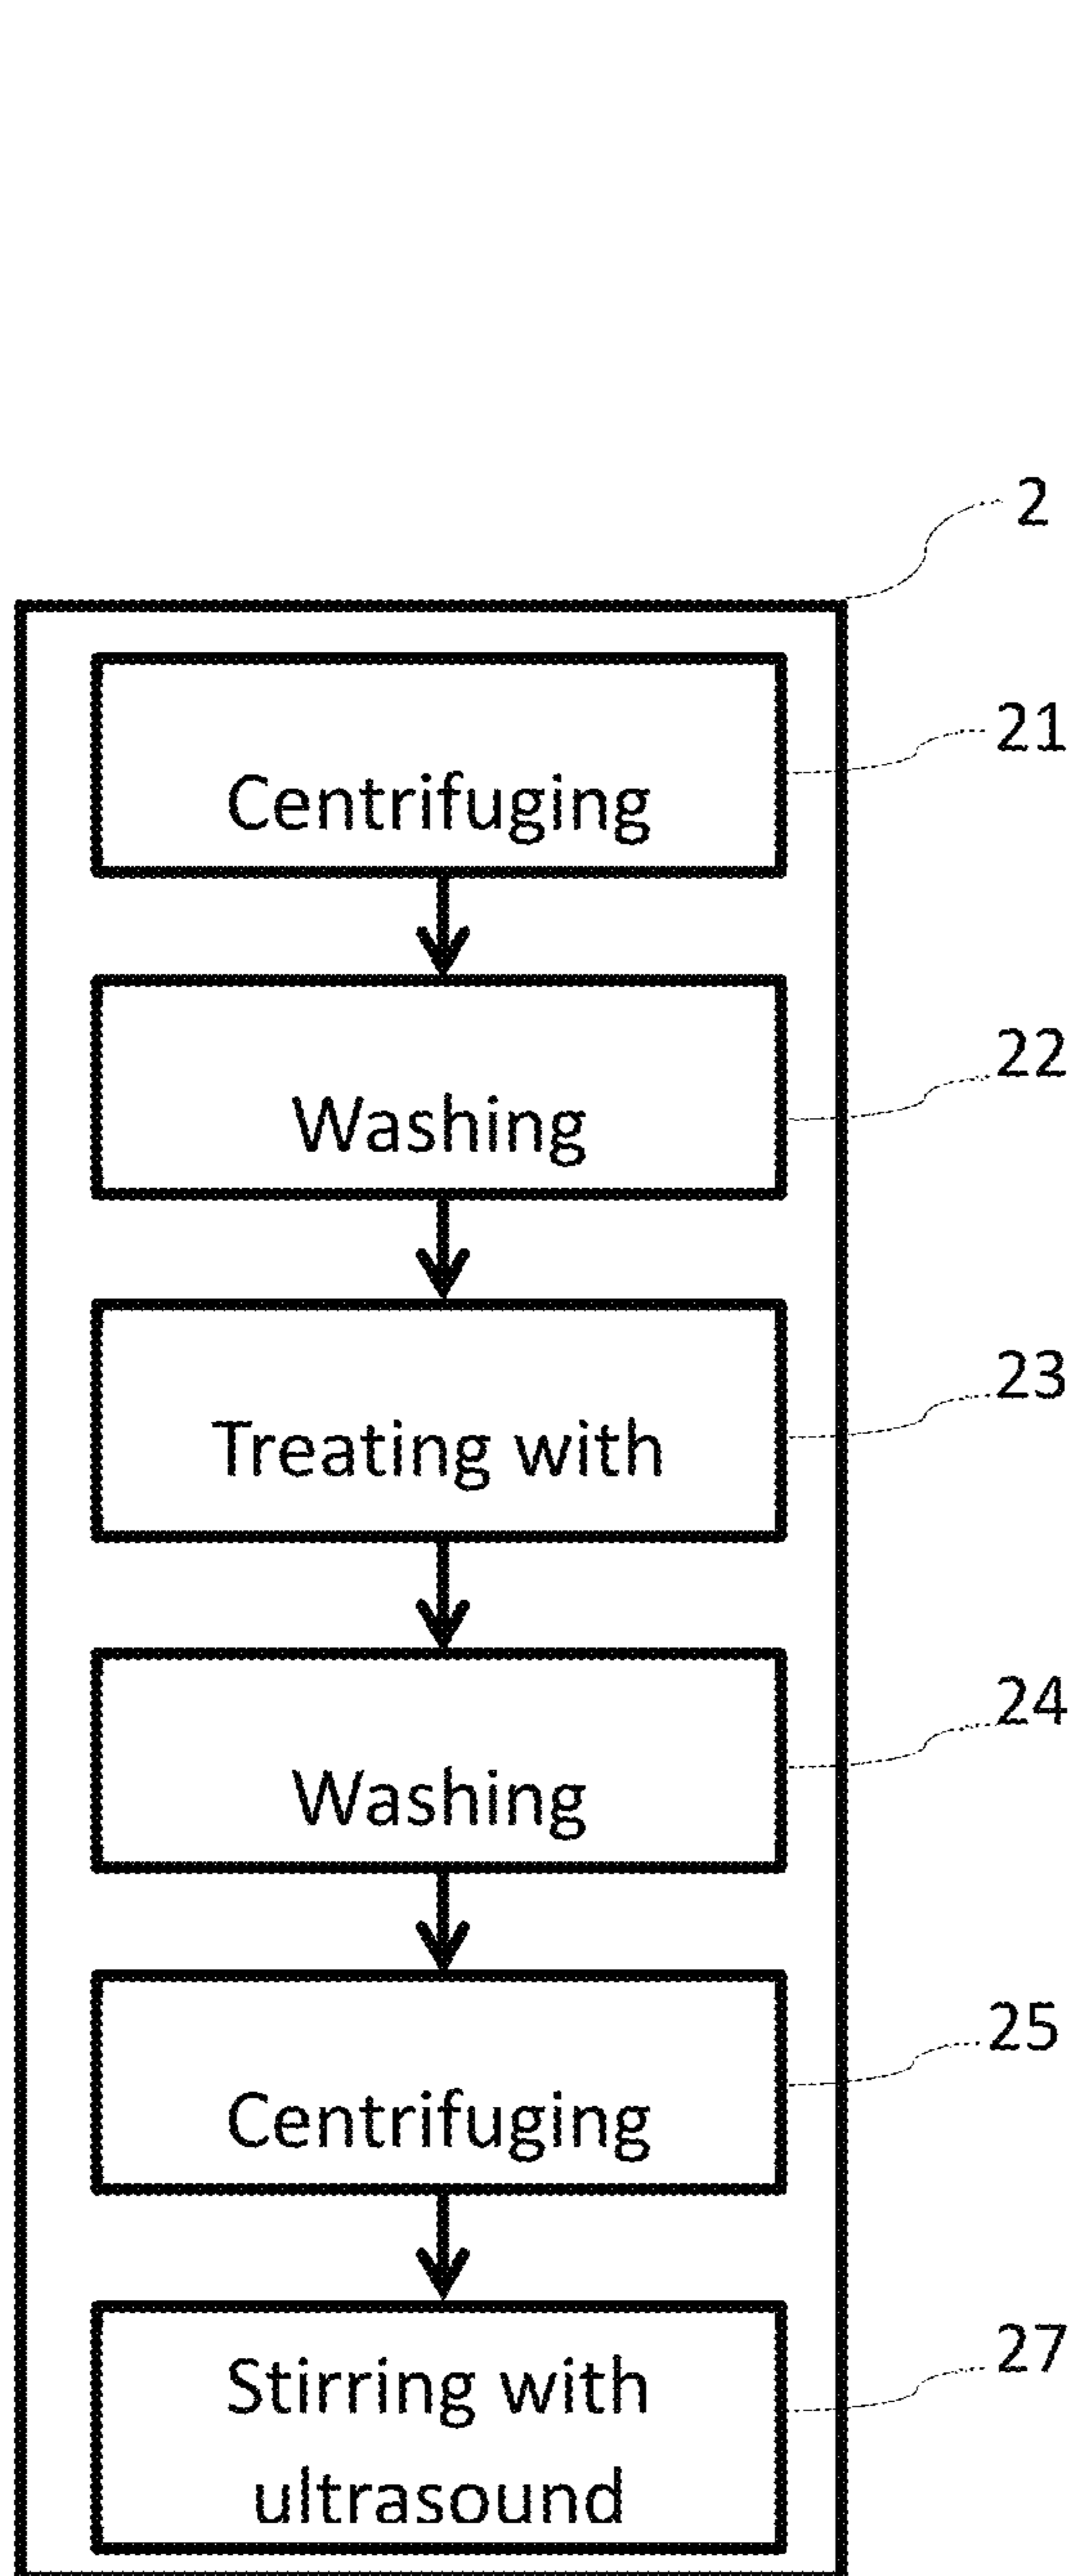 2
Centrifuging
21
Washing
22
Treating with
23
Washing
24
Centrifuging
25
Stirring with
ultrasound
27